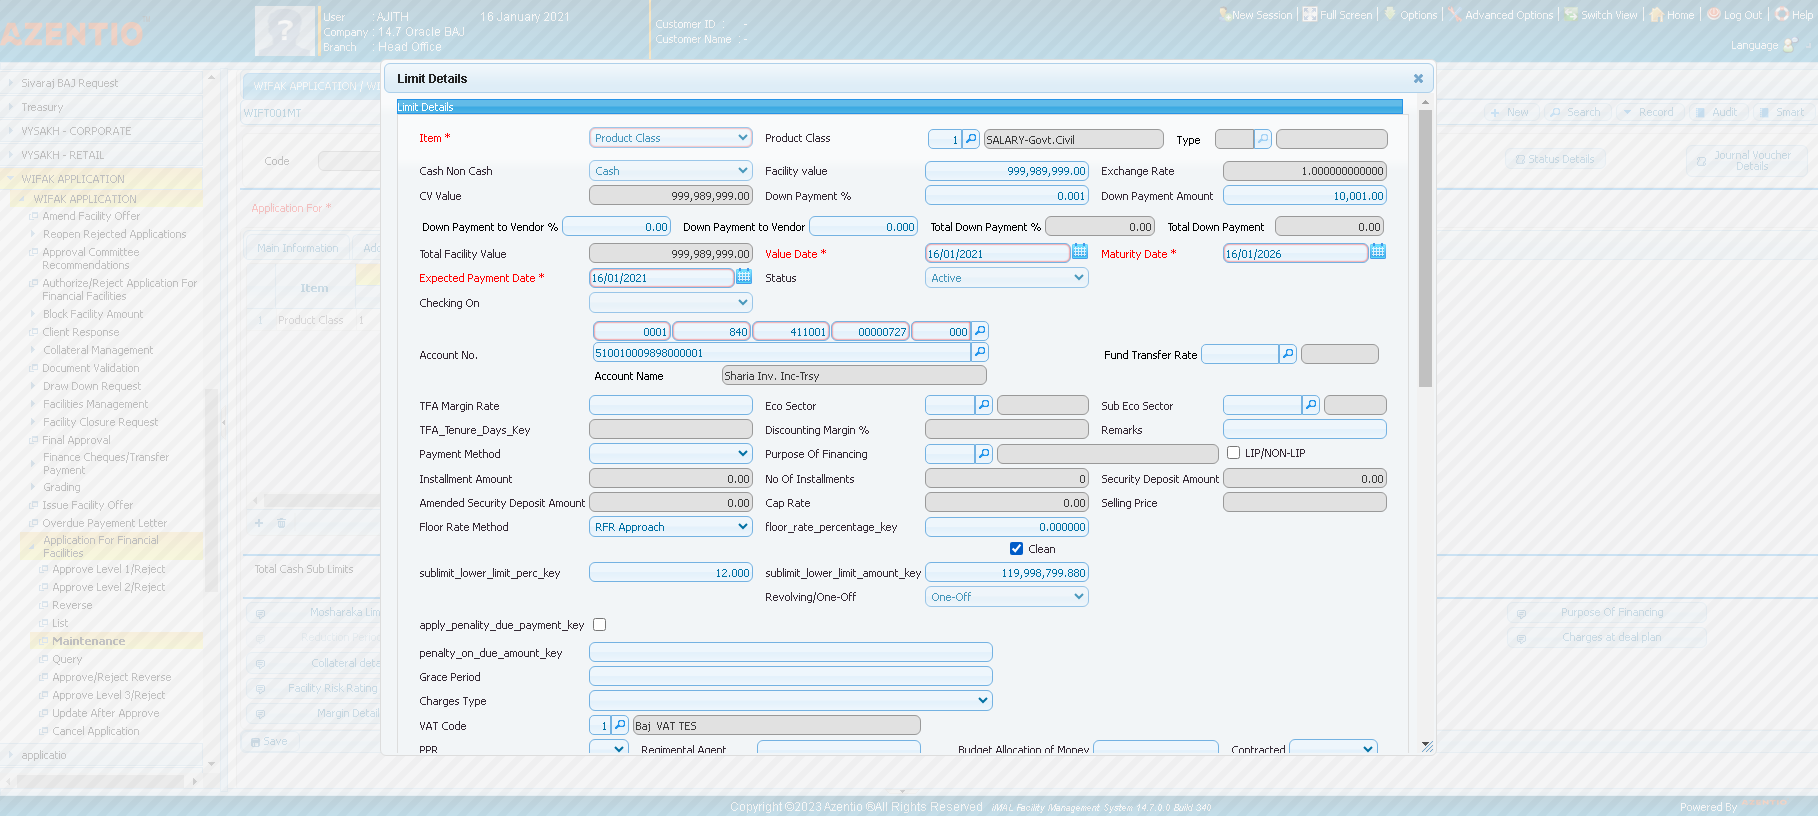 AZENTIO
User : AJITH 16 January 2021
Company : 14.7 Oracle BAJ
Branch : Head Office
Customer ID : -
Customer Name : -
New Session Full Screen Options Advanced Options Switch View Home Log Out Help
Language
Sivaraj BAJ Request
Treasury
VYSAKH - CORPORATE
VYSAKH - RETAIL
WIFAK APPLICATION
WIFAK APPLICATION
Amend Facility Offer
Reopen Rejected Applications
Approval Committee
Recommendations
Authorize/Reject Application For
Financial Facilities
Block Facility Amount
Client Response
Collateral Management
Document Validation
Draw Down Request
Facilities Management
Facility Closure Request
Final Approval
Finance Cheques/Transfer
Payment
Grading
Issue Facility Offer
Overdue Payment Letter
Application For Financial
Facilities
Approve Level 1/Reject
Approve Level 2/Reject
Reverse
List
Maintenance
Query
Approve/Reject Reverse
Approve Level 3/Reject
Update After Approve
Cancel Application
applicatio
WIFAK APPLICATION / WI
WIFT001MT
New Search Record Audit Smart
Code
Status Details
Journal Voucher
Details
Application For *
Main Information Add
Item
1 Product Class 1
Total Cash Sub Limits
Mosharaka Lim
Collateral deta
Facility Risk Rating
Margin Detail
Save
Purpose Of Financing
Charges at deal plan
Limit Details
Limit Details
Item * Product Class Product Class 1 SALARY-Govt.Civil Type
Cash Non Cash Cash Facility value 999,989,999.00 Exchange Rate 1.000000000000
CV Value 999,989,999.00 Down Payment % 0.001 Down Payment Amount 10,001.00
Down Payment to Vendor % 0.00 Down Payment to Vendor 0.000 Total Down Payment % 0.00 Total Down Payment 0.00
Total Facility Value 999,989,999.00 Value Date * 16/01/2021 Maturity Date * 16/01/2026
Expected Payment Date * 16/01/2021 Status Active
Checking On
0001 840 411001 00000727 000
Account No. 510010009898000001 Fund Transfer Rate
Account Name Sharia Inv. Inc-Trsy
TFA Margin Rate Eco Sector Sub Eco Sector
TFA_Tenure_Days_Key Discounting Margin % Remarks
Payment Method Purpose Of Financing LIP/NON-LIP
Installment Amount 0.00 No Of Installments 0 Security Deposit Amount 0.00
Amended Security Deposit Amount 0.00 Cap Rate 0.00 Selling Price
Floor Rate Method RFR Approach floor_rate_percentage_key 0.000000
Clean
sublimit_lower_limit_perc_key 12.000 sublimit_lower_limit_amount_key 119,998,799.880
Revolving/One-Off One-Off
apply_penality_due_payment_key
penalty_on_due_amount_key
Grace Period
Charges Type
VAT Code 1 Baj VAT TES
PPR Regimental Agent Budget Allocation of Money Contracted
Copyright ©2023 Azentio ®All Rights Reserved IMAL Facility Management System 14.7.0.0 Build 340
Powered By AZENTIO